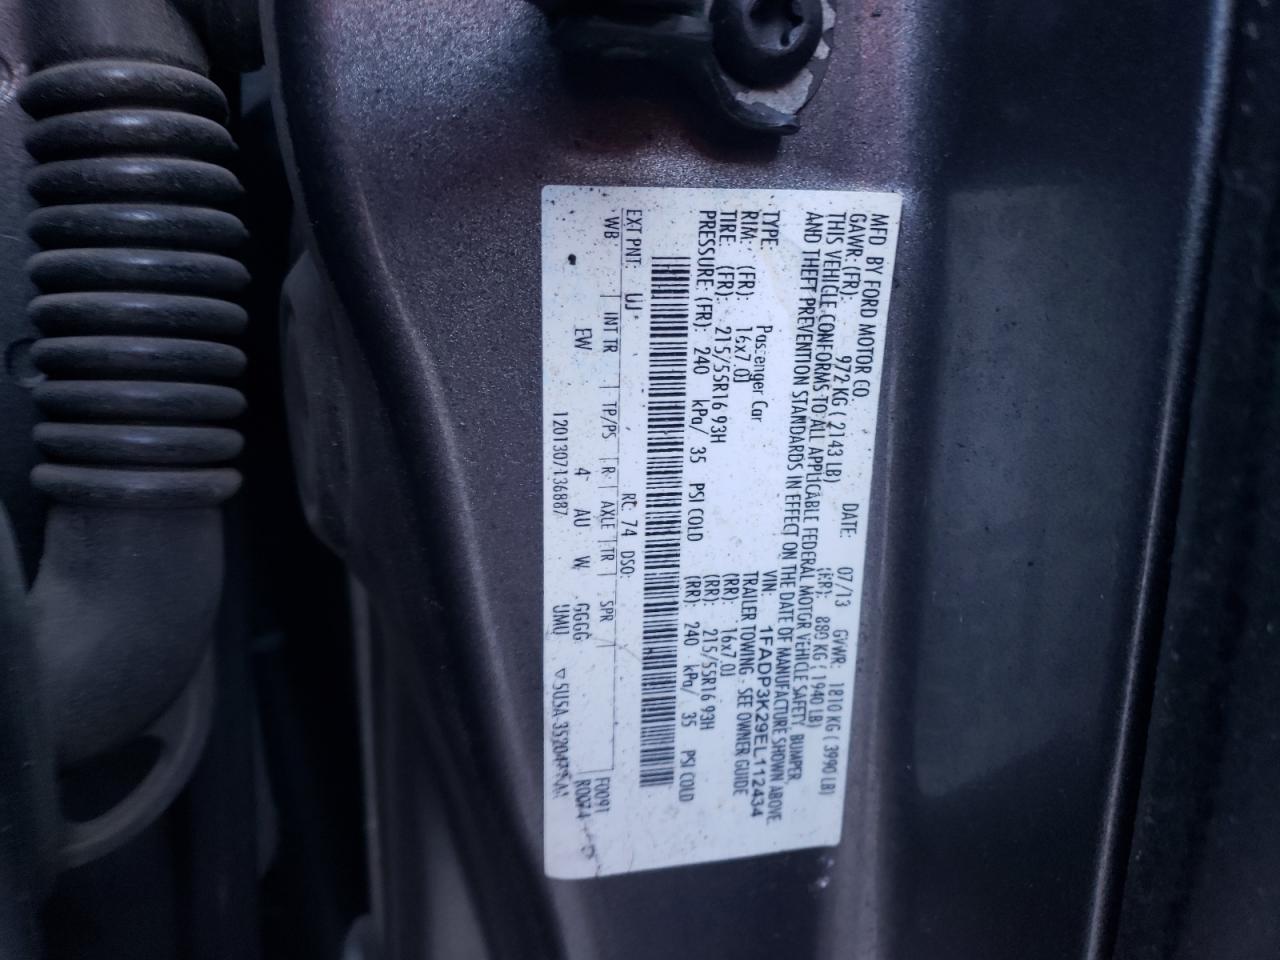 MFD BY FORD MOTOR CO DATE: 07/13 GVWR: 1810 KG ( 3990 LB)
GAWR: (FR): 972 KG ( 2143 LB) (RR): 880 KG ( 1940 LB)
THIS VEHICLE CONFORMS TO ALL APPLICABLE FEDERAL MOTOR VEHICLE SAFETY, BUMPER,
AND THEFT PREVENTION STANDARDS IN EFFECT ON THE DATE OF MANUFACTURE SHOWN ABOVE.
VIN: 1FADP3K29EL112434
TYPE: Passenger Car TRAILER TOWING - SEE OWNER GUIDE
RIM: (FR): 16x7.0J (RR): 16x7.0J
TIRE: (FR): 215/55R16 93H (RR): 215/55R16 93H
PRESSURE: (FR): 240 kPa/ 35 PSI COLD (RR): 240 kPa/ 35 PSI COLD
EXT PNT: UJ RC: 74 DSO:
WB INT TR TP/PS R AXLE TR SPR F0091
EW 4 AU W GGGG R0074
1201307136887 UMU